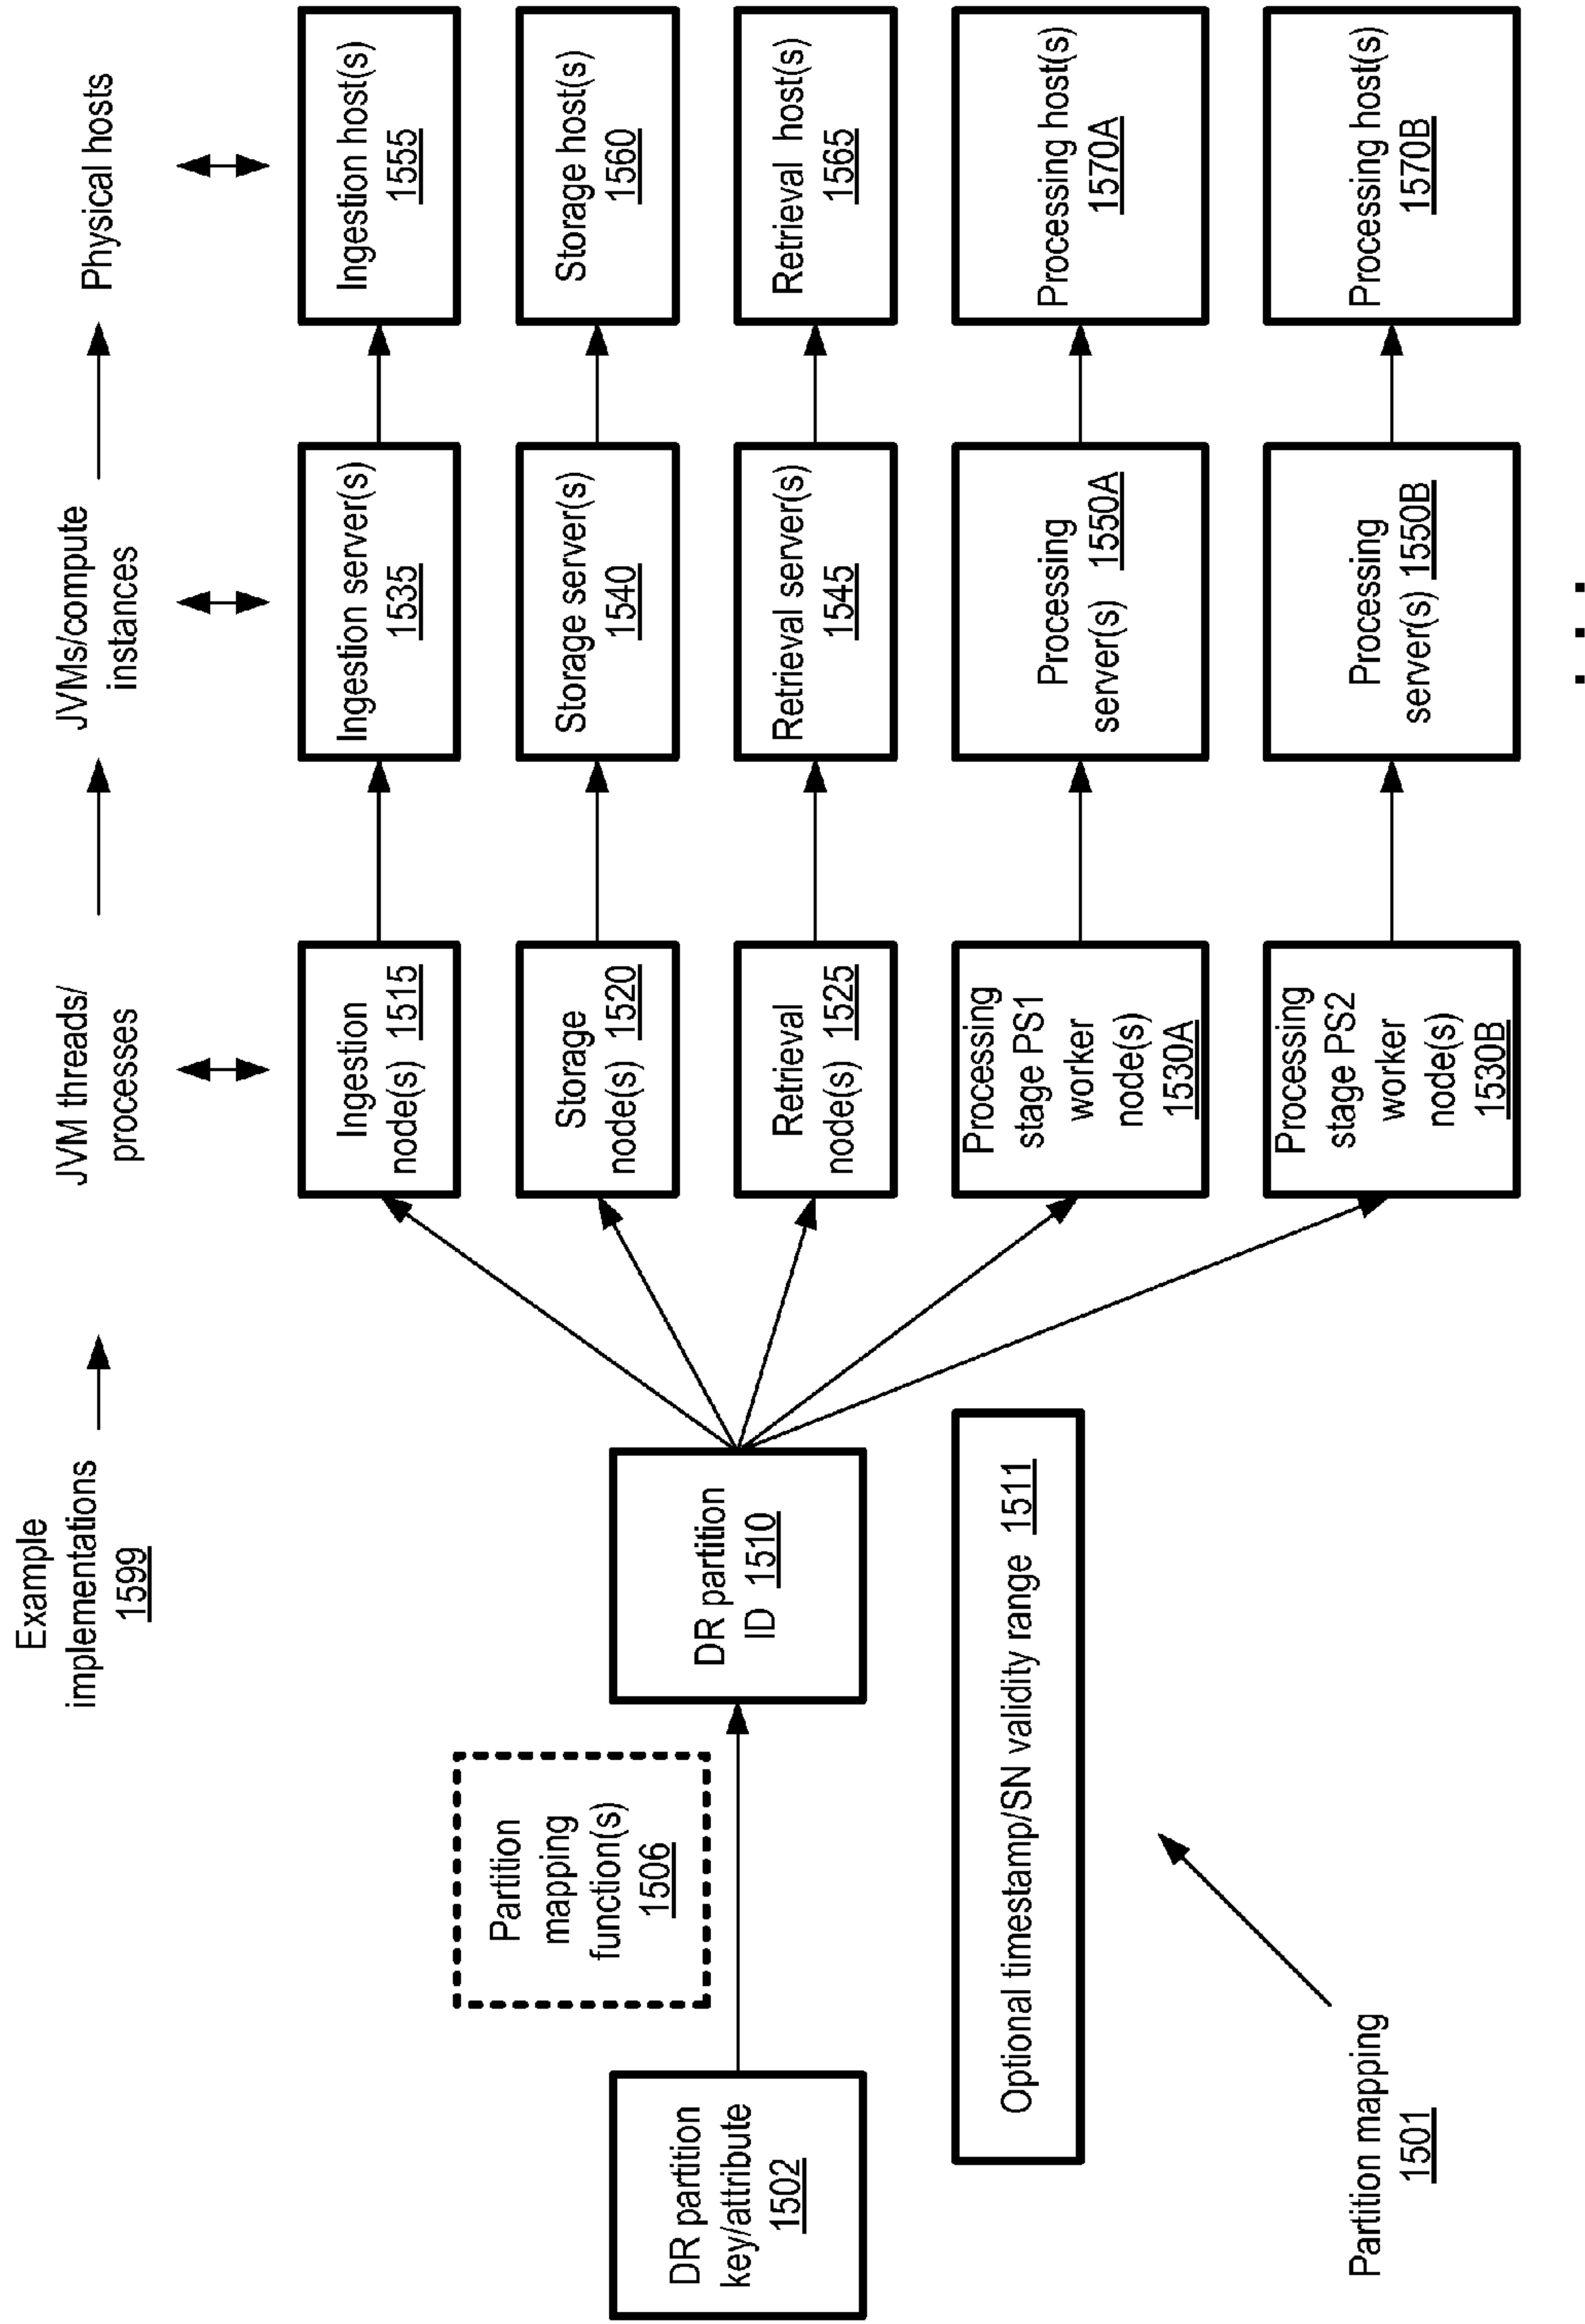 Example
implementations
1599
JVM threads/
processes
JVMs/compute
instances
Physical hosts
DR partition
key/attribute
1502
Partition
mapping
function(s)
1506
DR partition
ID 1510
Optional timestamp/SN validity range 1511
Partition mapping
1501
Ingestion
node(s) 1515
Ingestion server(s)
1535
Ingestion host(s)
1555
Storage
node(s) 1520
Storage server(s)
1540
Storage host(s)
1560
Retrieval
node(s) 1525
Retrieval server(s)
1545
Retrieval host(s)
1565
Processing
stage PS1
worker
node(s)
1530A
Processing
server(s) 1550A
Processing host(s)
1570A
Processing
stage PS2
worker
node(s)
1530B
Processing
server(s) 1550B
Processing host(s)
1570B
. . .